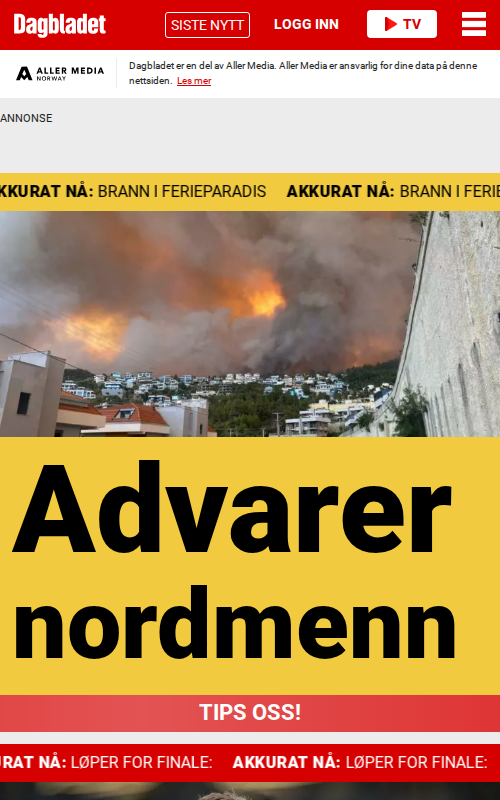 Dagbladet
SISTE NYTT
LOGG INN
TV
ALLER MEDIA
NORWAY
Dagbladet er en del av Aller Media. Aller Media er ansvarlig for dine data på denne
nettsiden. Les mer
ANNONSE
KKURAT NÅ: BRANN I FERIEPARADIS AKKURAT NÅ: BRANN I FERIE
Advarer
nordmenn
TIPS OSS!
RAT NÅ: LØPER FOR FINALE: AKKURAT NÅ: LØPER FOR FINALE: